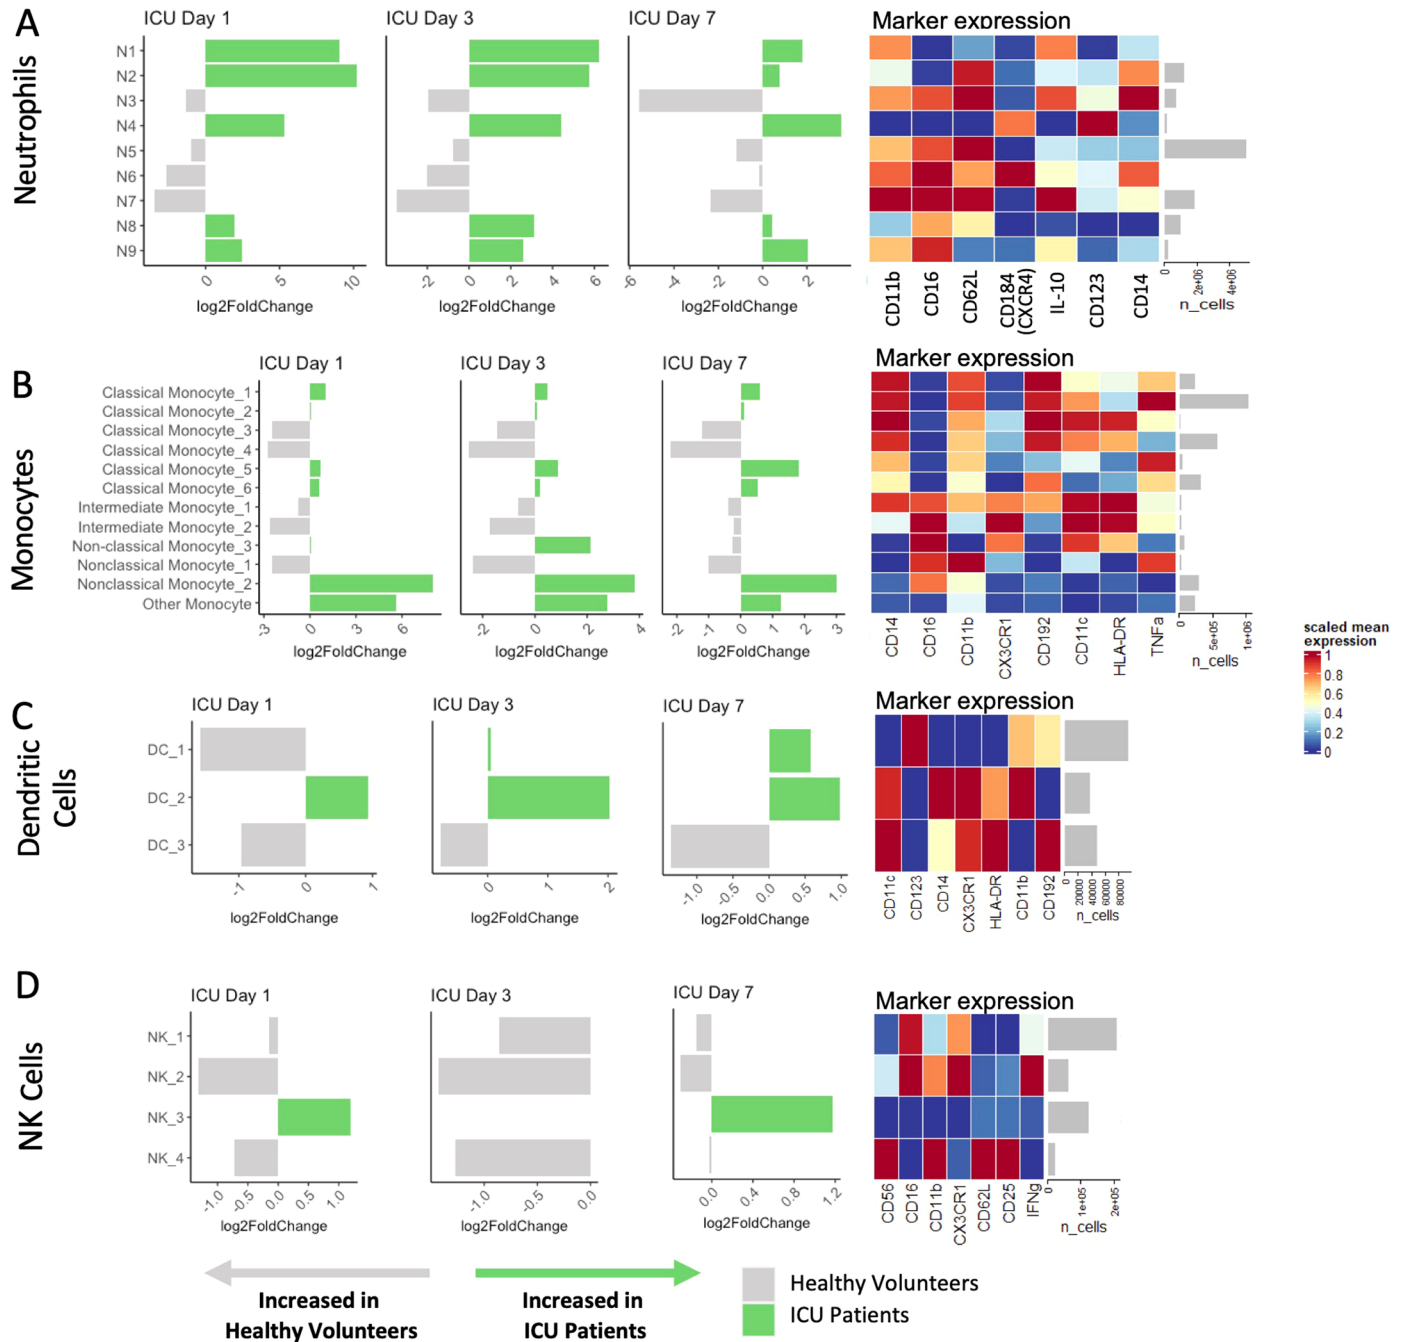 A
Neutrophils
ICU Day 1
ICU Day 3
ICU Day 7
Marker expression
N1
N2
N3
N4
N5
N6
N7
N8
N9
0
5
10
log2FoldChange
-2
0
2
4
6
log2FoldChange
-6
-4
-2
0
2
log2FoldChange
CD11b
CD16
CD62L
CD184
(CXCR4)
IL-10
CD123
CD14
0
2e+06
4e+06
n_cells
B
Monocytes
ICU Day 1
ICU Day 3
ICU Day 7
Marker expression
Classical Monocyte_1
Classical Monocyte_2
Classical Monocyte_3
Classical Monocyte_4
Classical Monocyte_5
Classical Monocyte_6
Intermediate Monocyte_1
Intermediate Monocyte_2
Non-classical Monocyte_3
Nonclassical Monocyte_1
Nonclassical Monocyte_2
Other Monocyte
-3
0
3
6
log2FoldChange
-2
0
2
4
log2FoldChange
-2
-1
0
1
2
3
log2FoldChange
CD14
CD16
CD11b
CX3CR1
CD192
CD11c
HLA-DR
TNFa
0
5e+05
1e+06
n_cells
scaled mean
expression
1
0.8
0.6
0.4
0.2
0
C
Dendritic
Cells
ICU Day 1
ICU Day 3
ICU Day 7
Marker expression
DC_1
DC_2
DC_3
-1
0
1
log2FoldChange
0
1
2
log2FoldChange
-1.0
-0.5
0.0
0.5
1.0
log2FoldChange
CD11c
CD123
CD14
CX3CR1
HLA-DR
CD11b
CD192
0
20000
40000
60000
80000
n_cells
D
NK Cells
ICU Day 1
ICU Day 3
ICU Day 7
Marker expression
NK_1
NK_2
NK_3
NK_4
-1.0
-0.5
0.0
0.5
1.0
log2FoldChange
-1.0
-0.5
0.0
log2FoldChange
0.0
0.4
0.8
1.2
log2FoldChange
CD56
CD16
CD11b
CX3CR1
CD62L
CD25
IFNg
0
1e+05
2e+05
n_cells
Increased in
Healthy Volunteers
Increased in
ICU Patients
Healthy Volunteers
ICU Patients